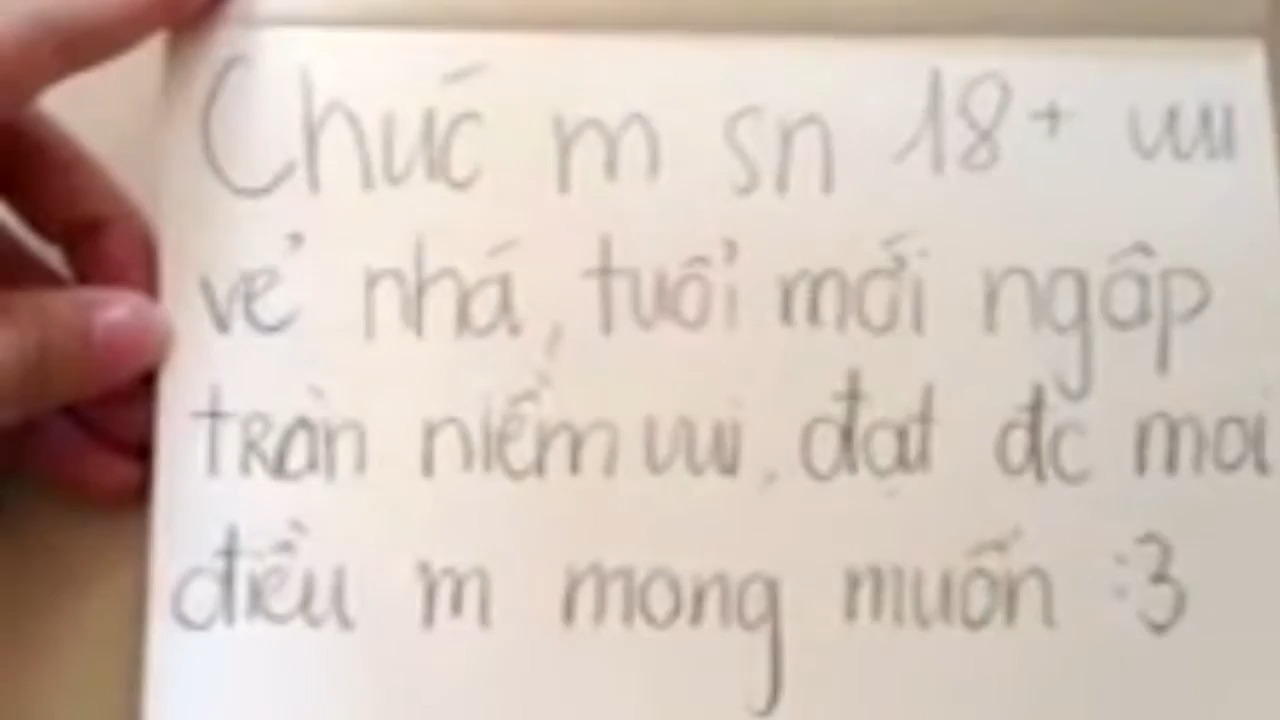 Chúc m sn 18+ vui
vẻ nhá, tuổi mới ngập
tràn niềm vui, đạt đc mọi
điều m mong muốn :3